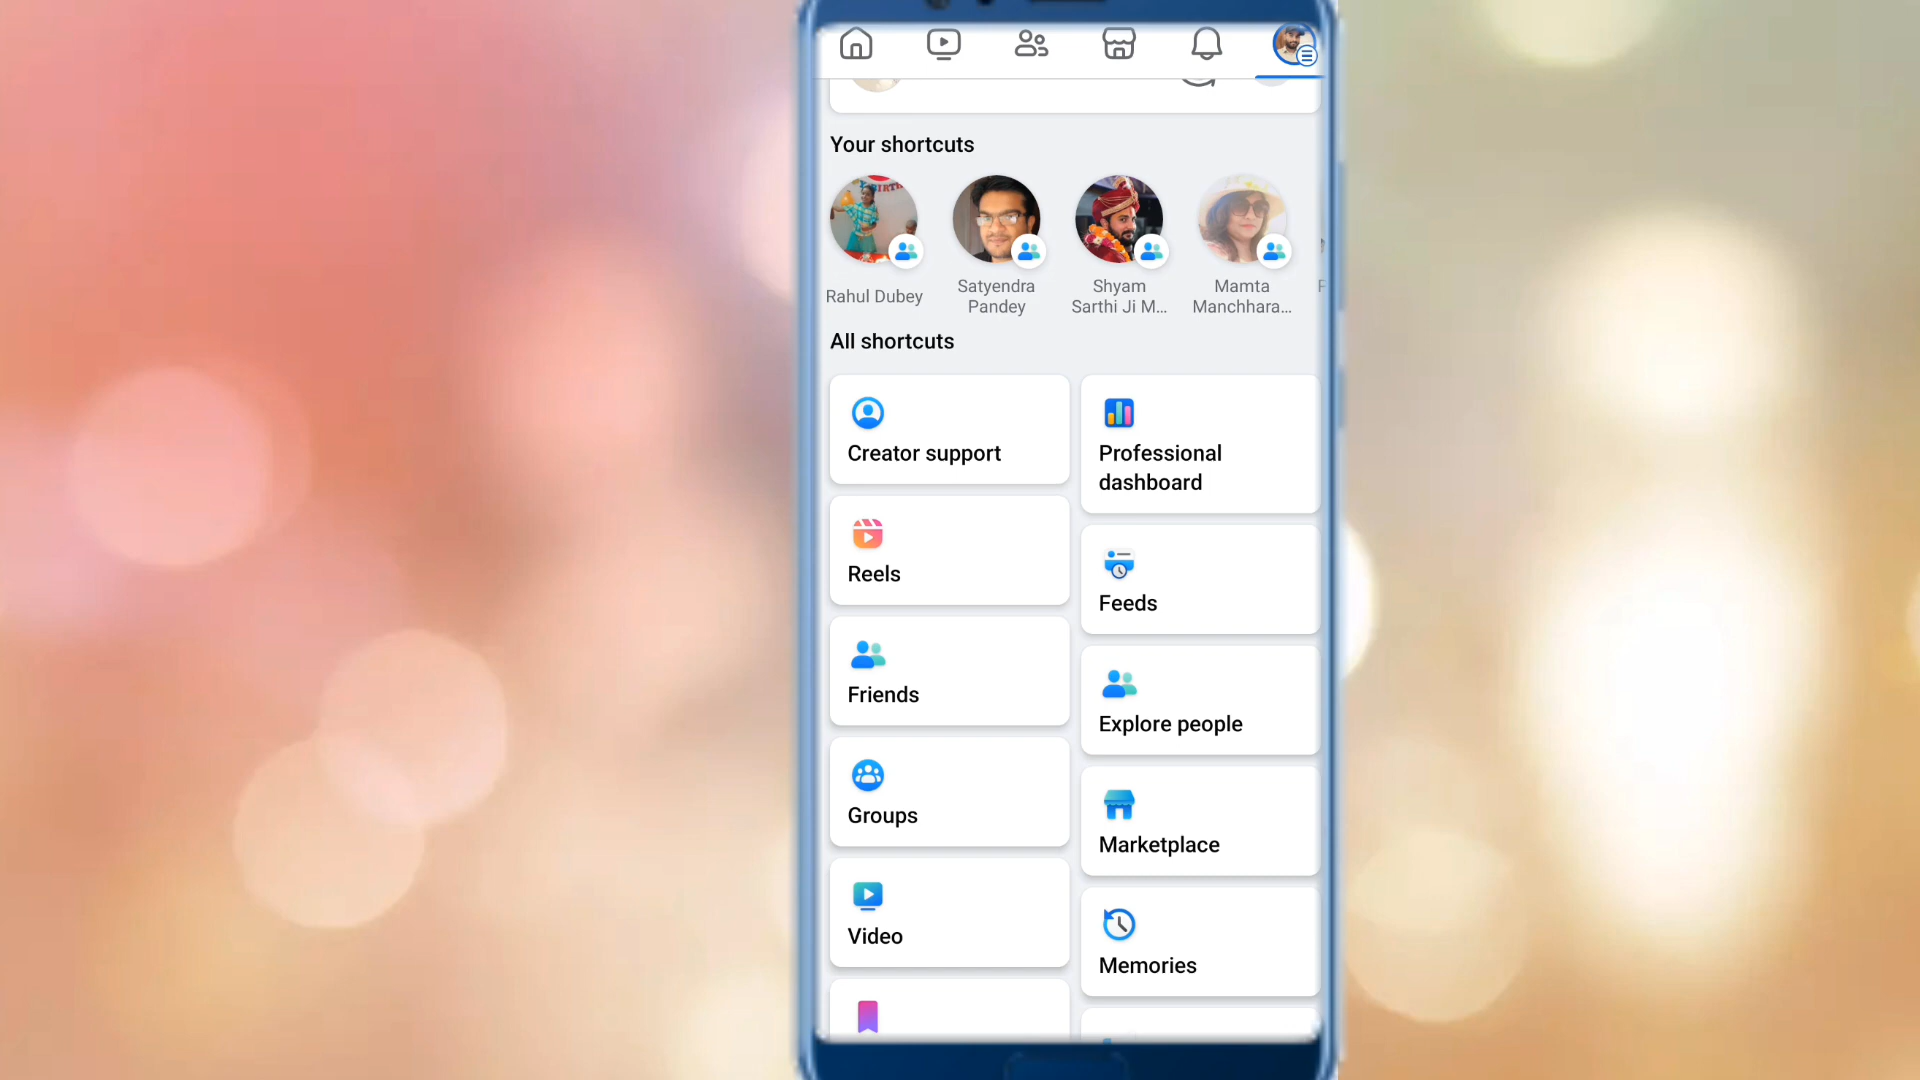 Your shortcuts
Rahul Dubey
Satyendra
Pandey
Shyam
Sarthi Ji M...
Mamta
Manchhara...
All shortcuts
Creator support
Professional
dashboard
Reels
Feeds
Friends
Explore people
Groups
Marketplace
Video
Memories